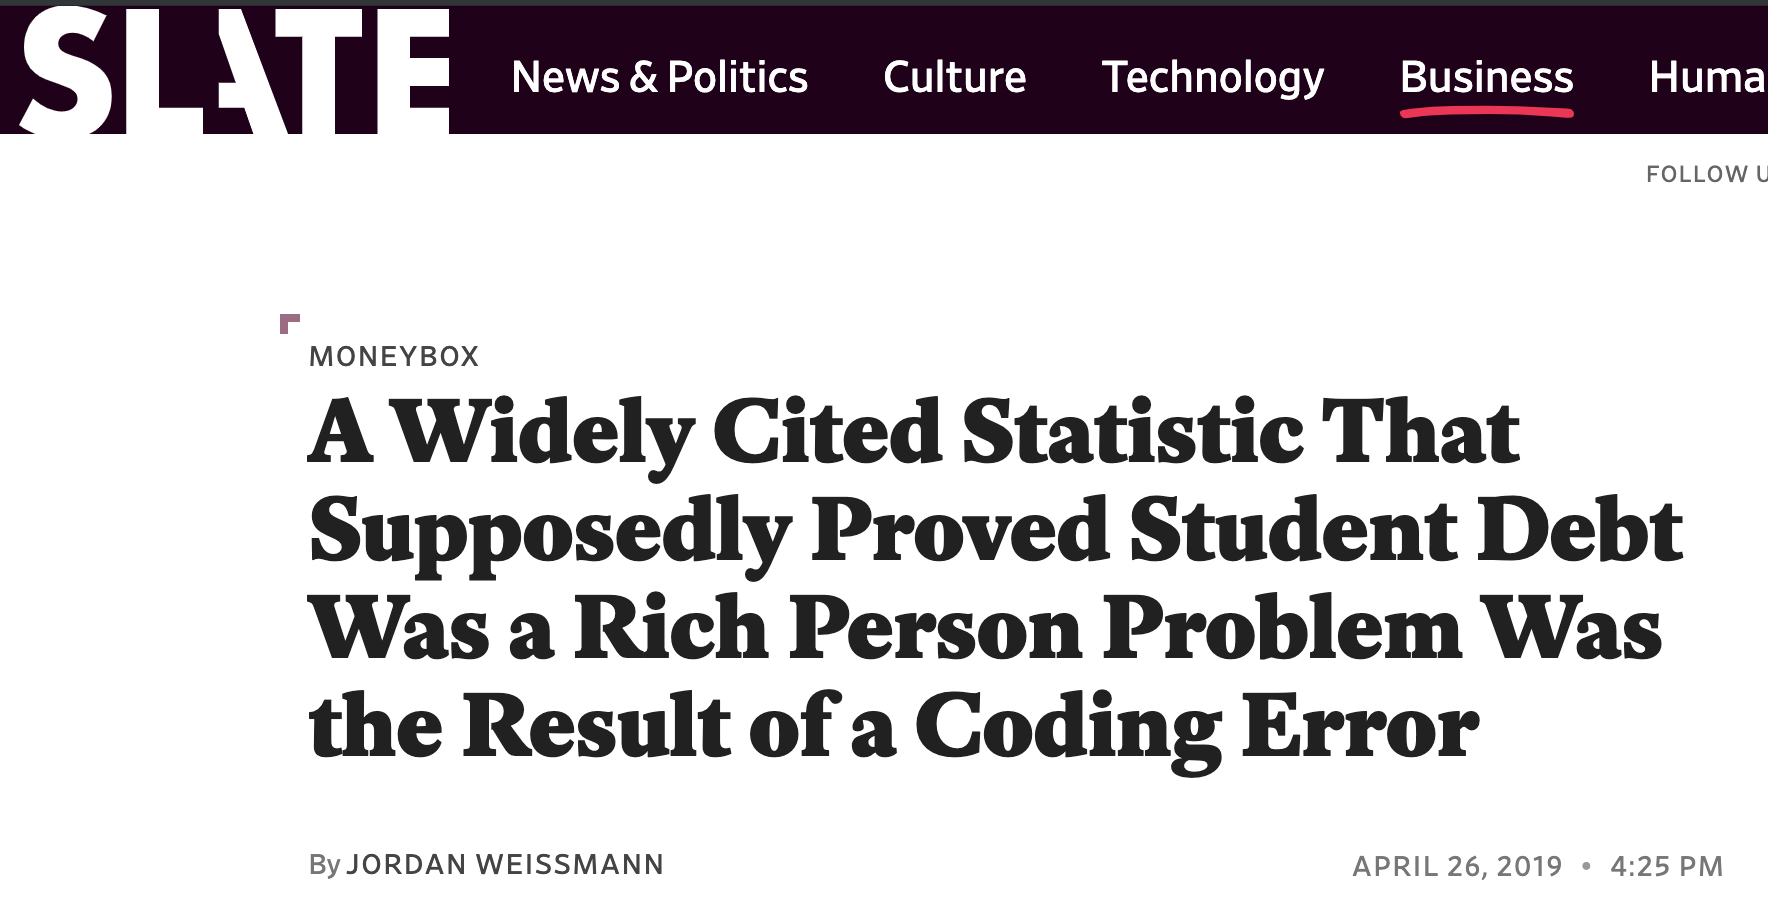 SLATE News & Politics Culture Technology Business Huma
FOLLOW U
MONEYBOX
A Widely Cited Statistic That
Supposedly Proved Student Debt
Was a Rich Person Problem Was
the Result of a Coding Error
By JORDAN WEISSMANN APRIL 26, 2019 • 4:25 PM